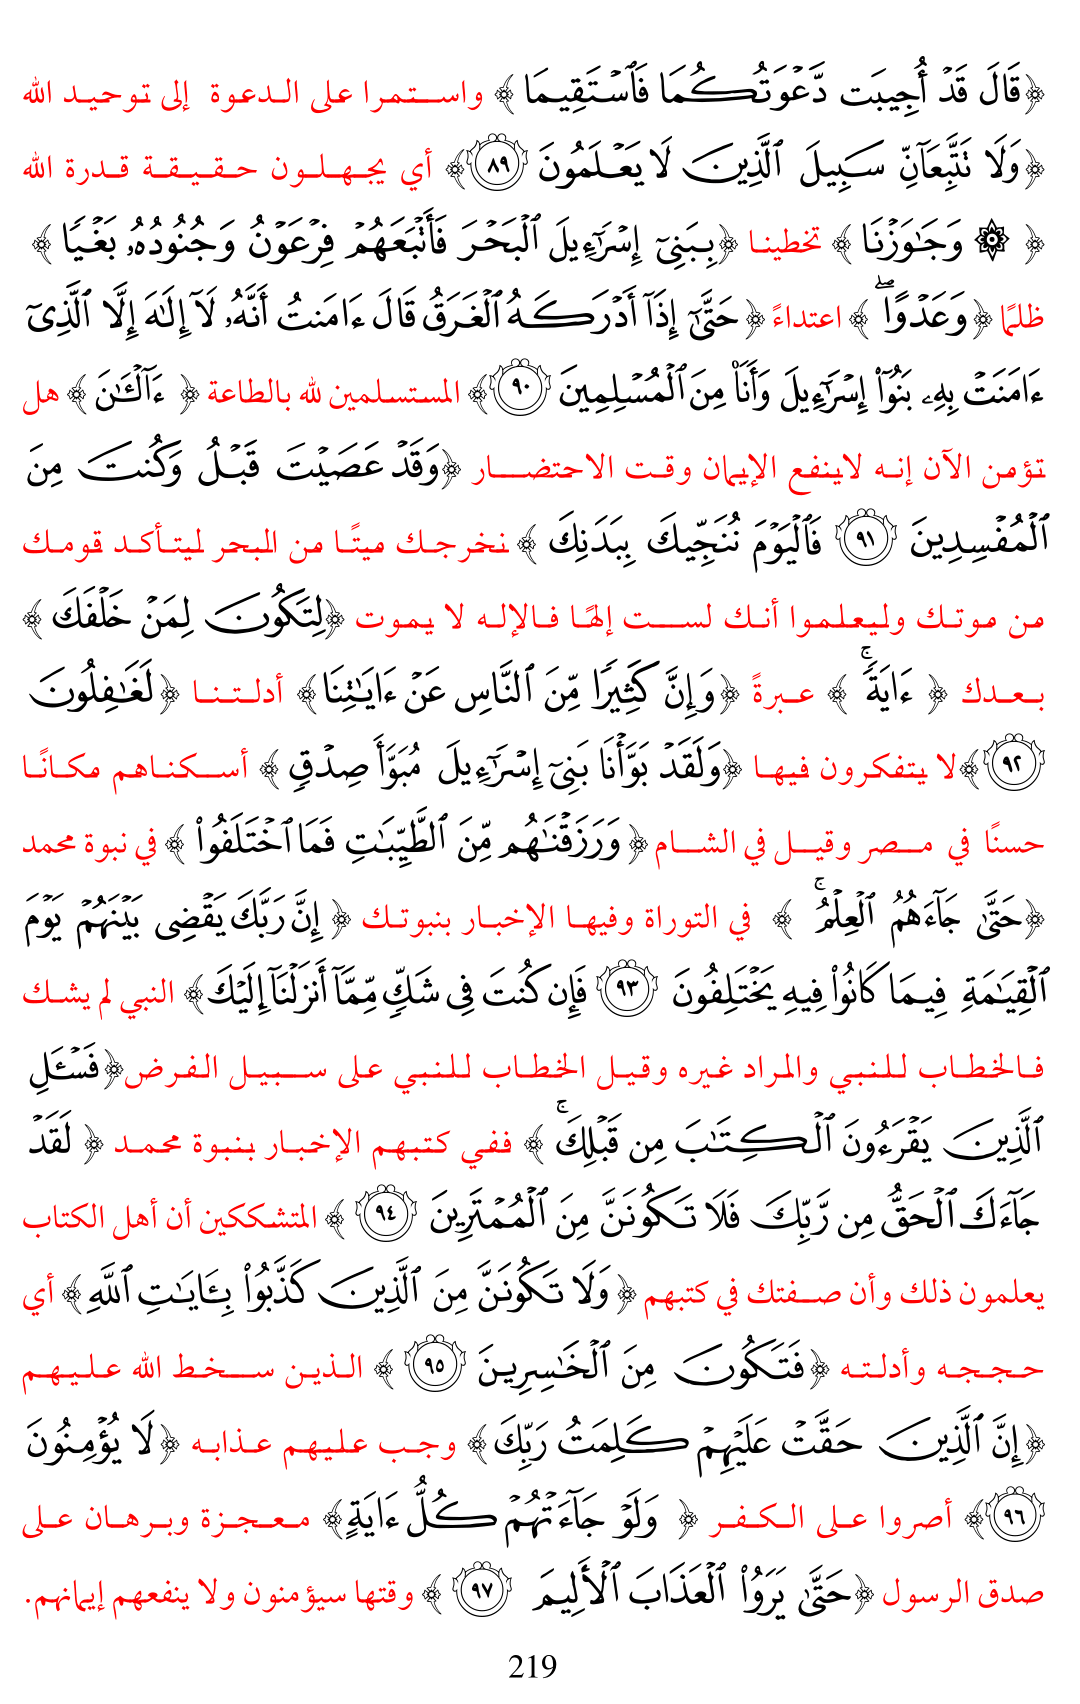 ﴿قَالَ قَدۡ أُجِيبَت دَّعۡوَتُكُمَا فَٱسۡتَقِيمَا ﴾ واستمرا على الدعوة إلى توحيد الله
﴿وَلَا تَتَّبِعَآنِّ سَبِيلَ ٱلَّذِينَ لَا يَعۡلَمُونَ ٨٩﴾ أي يجهلون حقيقة قدرة الله
﴿ ۞ وَجَٰوَزۡنَا ﴾ تخطينا ﴿بِبَنِيٓ إِسۡرَٰٓءِيلَ ٱلۡبَحۡرَ فَأَتۡبَعَهُمۡ فِرۡعَوۡنُ وَجُنُودُهُۥ بَغۡيٗا ﴾
ظلمًا ﴿وَعَدۡوًاۖ ﴾ اعتداءً ﴿حَتَّىٰٓ إِذَآ أَدۡرَكَهُ ٱلۡغَرَقُ قَالَ ءَامَنتُ أَنَّهُۥ لَآ إِلَٰهَ إِلَّا ٱلَّذِيٓ
ءَامَنَتۡ بِهِۦ بَنُوٓاْ إِسۡرَٰٓءِيلَ وَأَنَا۠ مِنَ ٱلۡمُسۡلِمِينَ ٩٠﴾ المستسلمين لله بالطاعة ﴿ ءَآلۡـَٰٔنَ ﴾ هل
تؤمن الآن إنه لاينفع الإيمان وقت الاحتضار ﴿وَقَدۡ عَصَيۡتَ قَبۡلُ وَكُنتَ مِنَ
ٱلۡمُفۡسِدِينَ ٩١ فَٱلۡيَوۡمَ نُنَجِّيكَ بِبَدَنِكَ ﴾ نخرجك ميتًا من البحر ليتأكد قومك
من موتك وليعلموا أنك لست إلهًا فالإله لا يموت ﴿لِتَكُونَ لِمَنۡ خَلۡفَكَ ﴾
بعدك ﴿ ءَايَةٗۚ ﴾ عبرةً ﴿وَإِنَّ كَثِيرٗا مِّنَ ٱلنَّاسِ عَنۡ ءَايَٰتِنَا﴾ أدلتنا ﴿لَغَٰفِلُونَ
٩٢﴾لا يتفكرون فيها ﴿وَلَقَدۡ بَوَّأۡنَا بَنِيٓ إِسۡرَٰٓءِيلَ مُبَوَّأَ صِدۡقٖ ﴾ أسكناهم مكانًا
حسنًا في مصر وقيل في الشام ﴿وَرَزَقۡنَٰهُم مِّنَ ٱلطَّيِّبَٰتِ فَمَا ٱخۡتَلَفُواْ ﴾ في نبوة محمد
﴿حَتَّىٰ جَآءَهُمُ ٱلۡعِلۡمُۚ ﴾ في التوراة وفيها الإخبار بنبوتك ﴿ إِنَّ رَبَّكَ يَقۡضِي بَيۡنَهُمۡ يَوۡمَ
ٱلۡقِيَٰمَةِ فِيمَا كَانُواْ فِيهِ يَخۡتَلِفُونَ ٩٣ فَإِن كُنتَ فِي شَكّٖ مِّمَّآ أَنزَلۡنَآ إِلَيۡكَ﴾ النبي لم يشك
فالخطاب للنبي والمراد غيره وقيل الخطاب للنبي على سبيل الفرض﴿فَسۡـَٔلِ
ٱلَّذِينَ يَقۡرَءُونَ ٱلۡكِتَٰبَ مِن قَبۡلِكَۚ ﴾ ففي كتبهم الإخبار بنبوة محمد ﴿ لَقَدۡ
جَآءَكَ ٱلۡحَقُّ مِن رَّبِّكَ فَلَا تَكُونَنَّ مِنَ ٱلۡمُمۡتَرِينَ ٩٤ ﴾ المتشككين أن أهل الكتاب
يعلمون ذلك وأن صفتك في كتبهم ﴿وَلَا تَكُونَنَّ مِنَ ٱلَّذِينَ كَذَّبُواْ بِـَٔايَٰتِ ٱللَّهِ﴾ أي
حججه وأدلته ﴿فَتَكُونَ مِنَ ٱلۡخَٰسِرِينَ ٩٥ ﴾ الذين سخط الله عليهم
﴿إِنَّ ٱلَّذِينَ حَقَّتۡ عَلَيۡهِمۡ كَلِمَتُ رَبِّكَ﴾ وجب عليهم عذابه ﴿لَا يُؤۡمِنُونَ
٩٦﴾ أصروا على الكفر ﴿ وَلَوۡ جَآءَتۡهُمۡ كُلُّ ءَايَةٍ﴾ معجزة وبرهان على
صدق الرسول ﴿حَتَّىٰ يَرَوُاْ ٱلۡعَذَابَ ٱلۡأَلِيمَ ٩٧ ﴾ وقتها سيؤمنون ولا ينفعهم إيمانهم.
219